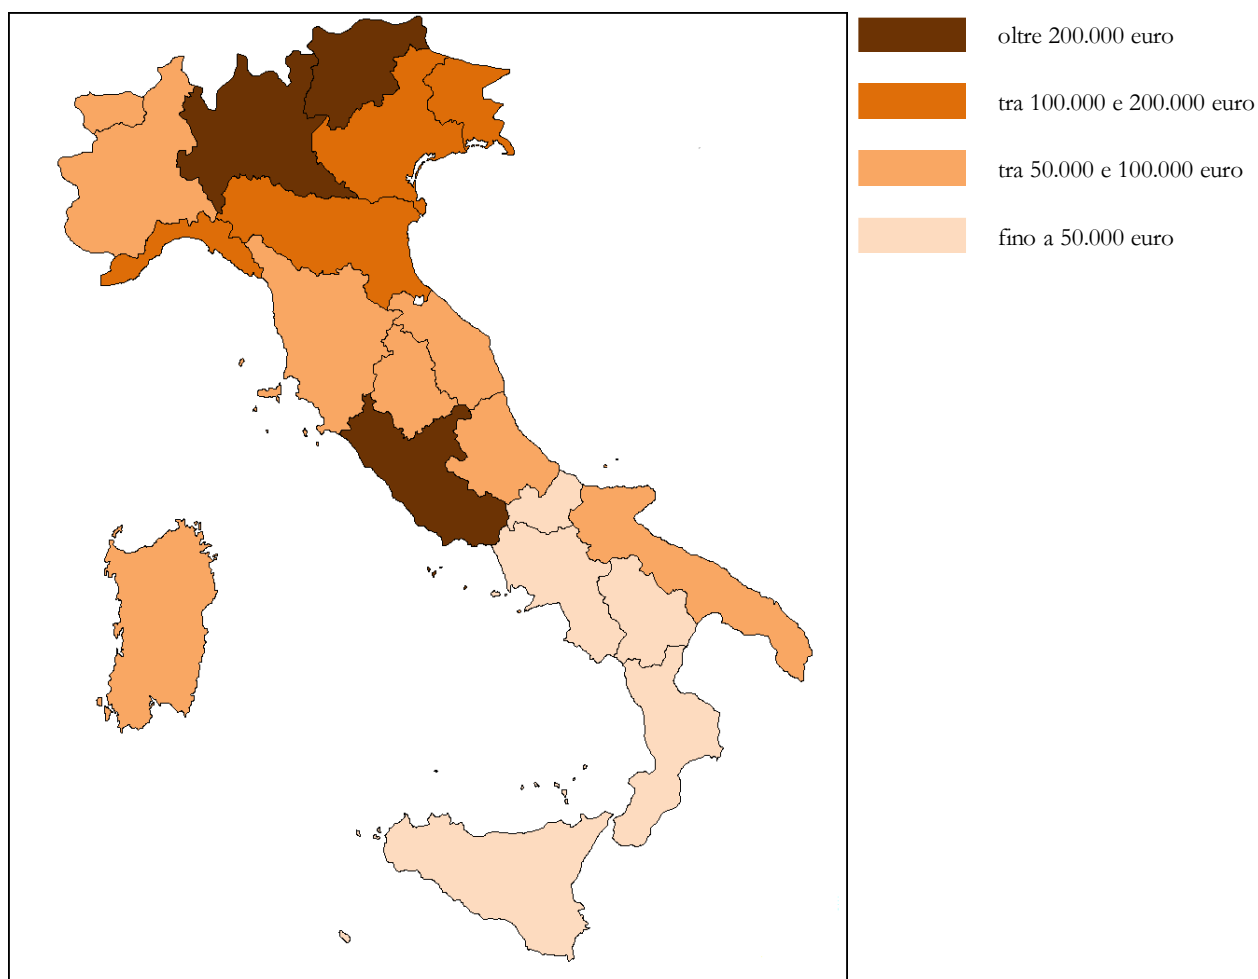 oltre 200.000 euro
tra 100.000 e 200.000 euro
tra 50.000 e 100.000 euro
fino a 50.000 euro